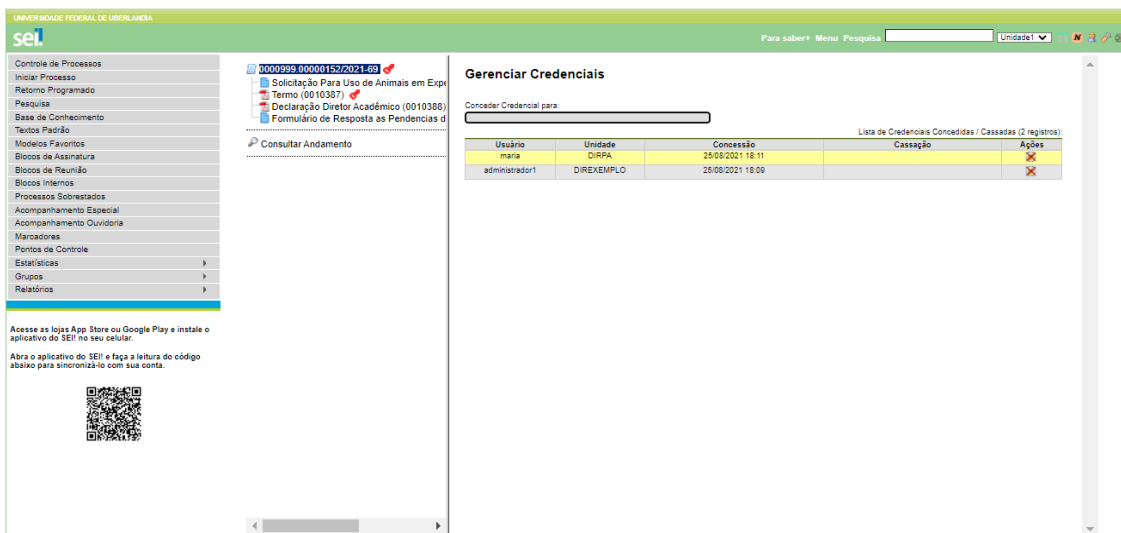 UNIVERSIDADE FEDERAL DE UBERLÂNDIA
sei!
Para saber+ Menu Pesquisa
Unidade1
N
Controle de Processos
Iniciar Processo
Retorno Programado
Pesquisa
Base de Conhecimento
Textos Padrão
Modelos Favoritos
Blocos de Assinatura
Blocos de Reunião
Blocos Internos
Processos Sobrestados
Acompanhamento Especial
Acompanhamento Ouvidoria
Marcadores
Pontos de Controle
Estatísticas
Grupos
Relatórios
Acesse as lojas App Store ou Google Play e instale o
aplicativo do SEI! no seu celular.
Abra o aplicativo do SEI! e faça a leitura do código
abaixo para sincronizá-lo com sua conta.
0000999.00000152/2021-69
Solicitação Para Uso de Animais em Expe
Termo (0010387)
Declaração Diretor Acadêmico (0010388)
Formulário de Resposta as Pendencias d
Consultar Andamento
Gerenciar Credenciais
Conceder Credencial para:
Lista de Credenciais Concedidas / Cassadas (2 registros):
Usuário Unidade Concessão Cassação Ações
maria DIRPA 25/08/2021 18:11
administrador1 DIREXEMPLO 25/08/2021 18:09